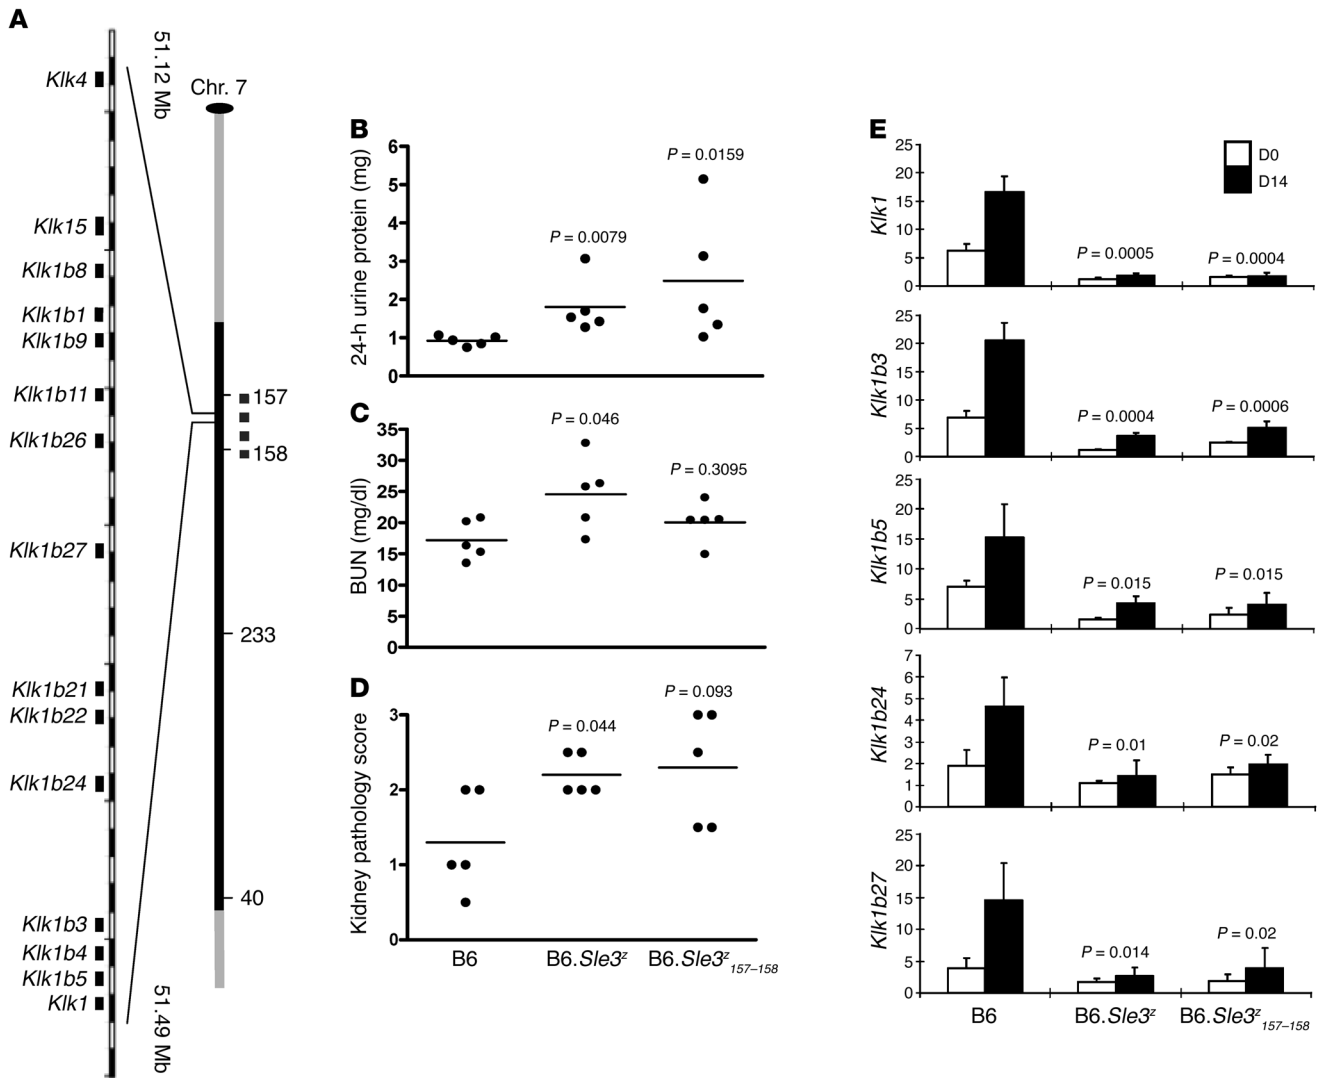 A
51.12 Mb
Klk4
Klk15
Klk1b8
Klk1b1
Klk1b9
Klk1b11
Klk1b26
Klk1b27
Klk1b21
Klk1b22
Klk1b24
Klk1b3
Klk1b4
Klk1b5
Klk1
51.49 Mb
Chr. 7
157
158
233
40
B
24-h urine protein (mg)
6
5
4
3
2
1
0
P = 0.0079
P = 0.0159
C
BUN (mg/dl)
35
30
25
20
15
10
5
0
P = 0.046
P = 0.3095
D
Kidney pathology score
3
2
1
0
P = 0.044
P = 0.093
B6
B6.Sle3z
B6.Sle3z 157–158
E
D0
D14
Klk1
25
20
15
10
5
0
P = 0.0005
P = 0.0004
Klk1b3
25
20
15
10
5
0
P = 0.0004
P = 0.0006
Klk1b5
25
20
15
10
5
0
P = 0.015
P = 0.015
Klk1b24
7
6
5
4
3
2
1
0
P = 0.01
P = 0.02
Klk1b27
25
20
15
10
5
0
P = 0.014
P = 0.02
B6
B6.Sle3z
B6.Sle3z 157–158